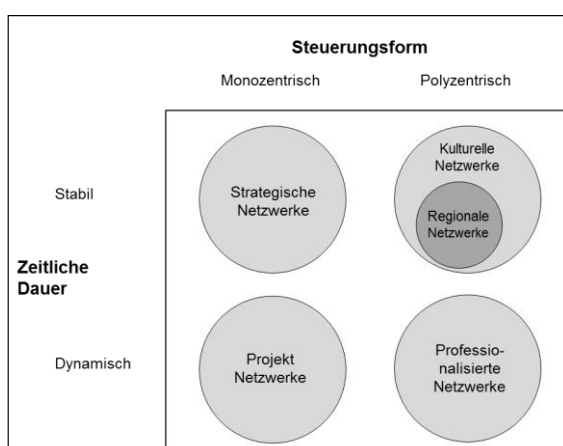 Steuerungsform
Monozentrisch
Polyzentrisch
Stabil
Strategische
Netzwerke
Kulturelle
Netzwerke
Regionale
Netzwerke
Zeitliche
Dauer
Dynamisch
Projekt
Netzwerke
Professio-
nalisierte
Netzwerke